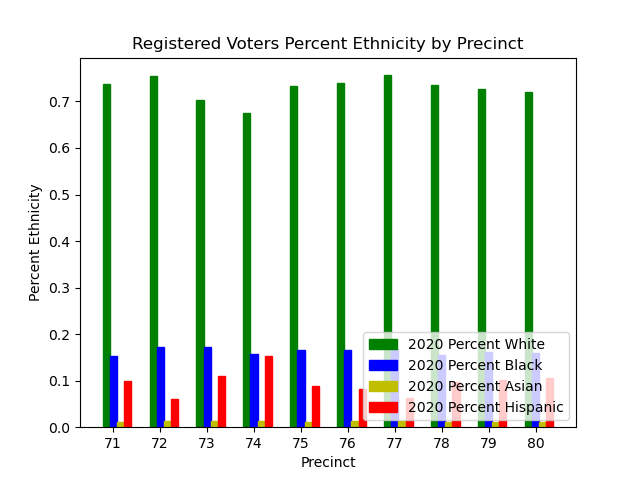 Registered Voters Percent Ethnicity by Precinct
Percent Ethnicity
0.7
0.6
0.5
0.4
0.3
0.2
0.1
0.0
2020 Percent White
2020 Percent Black
2020 Percent Asian
2020 Percent Hispanic
71 72 73 74 75 76 77 78 79 80
Precinct